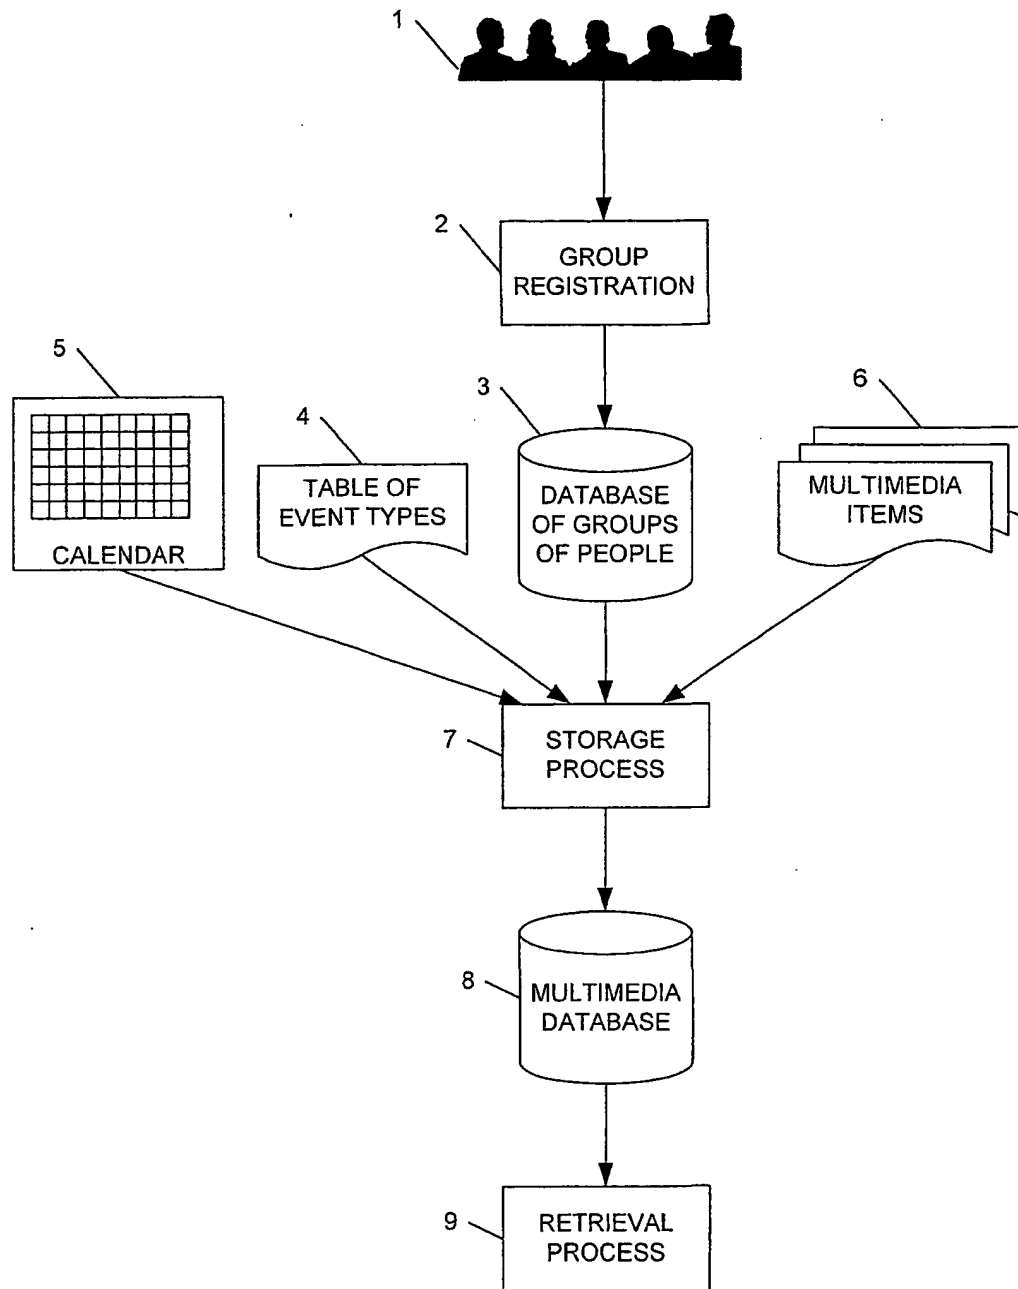 1
2
GROUP
REGISTRATION
5
CALENDAR
4
TABLE OF
EVENT TYPES
3
DATABASE
OF GROUPS
OF PEOPLE
6
MULTIMEDIA
ITEMS
7
STORAGE
PROCESS
8
MULTIMEDIA
DATABASE
9
RETRIEVAL
PROCESS